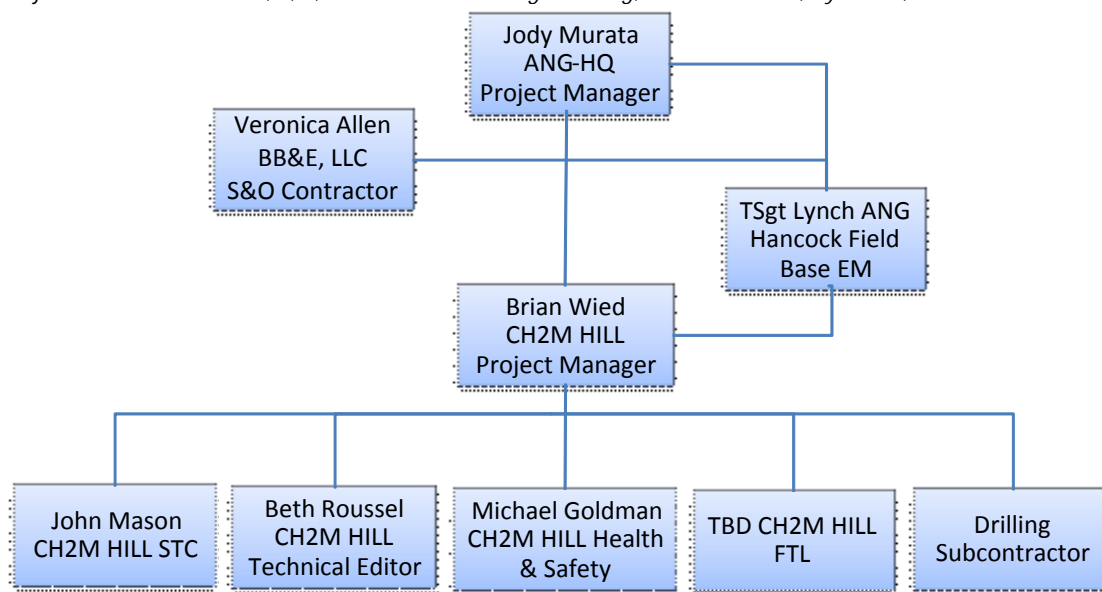 Jody Murata
ANG-HQ
Project Manager
Veronica Allen
BB&E, LLC
S&O Contractor
TSgt Lynch ANG
Hancock Field
Base EM
Brian Wied
CH2M HILL
Project Manager
John Mason
CH2M HILL STC
Beth Roussel
CH2M HILL
Technical Editor
Michael Goldman
CH2M HILL Health
& Safety
TBD CH2M HILL
FTL
Drilling
Subcontractor